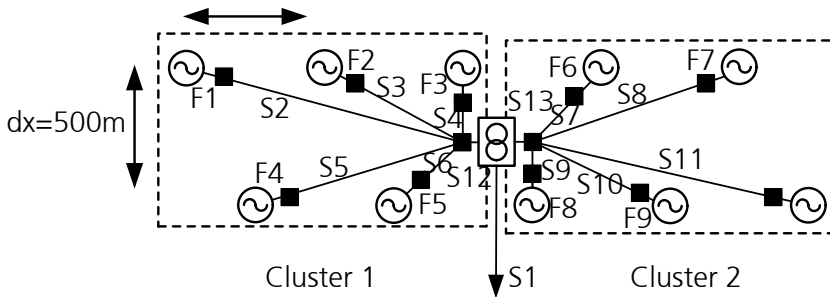 F2
F7
F3
F6
F1
S3
S13
S8
dx=500m
S2
S4
S7
S6
S11
F4
S5
S12
S9
S10
F5
F8
F9
Cluster 1
S1
Cluster 2